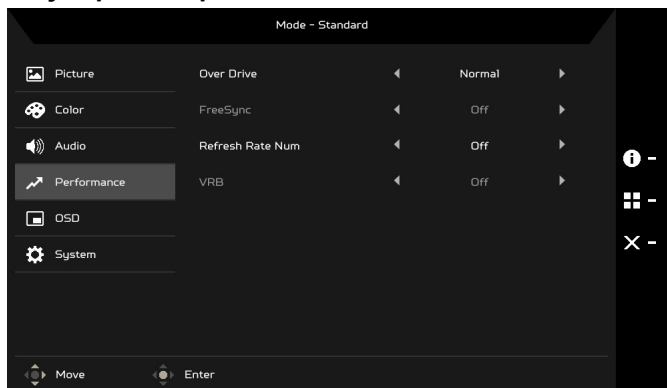 Mode - Standard
Picture
Over Drive Normal
Color
FreeSync Off
Audio
Refresh Rate Num Off
Performance
VRB Off
OSD
System
Move Enter